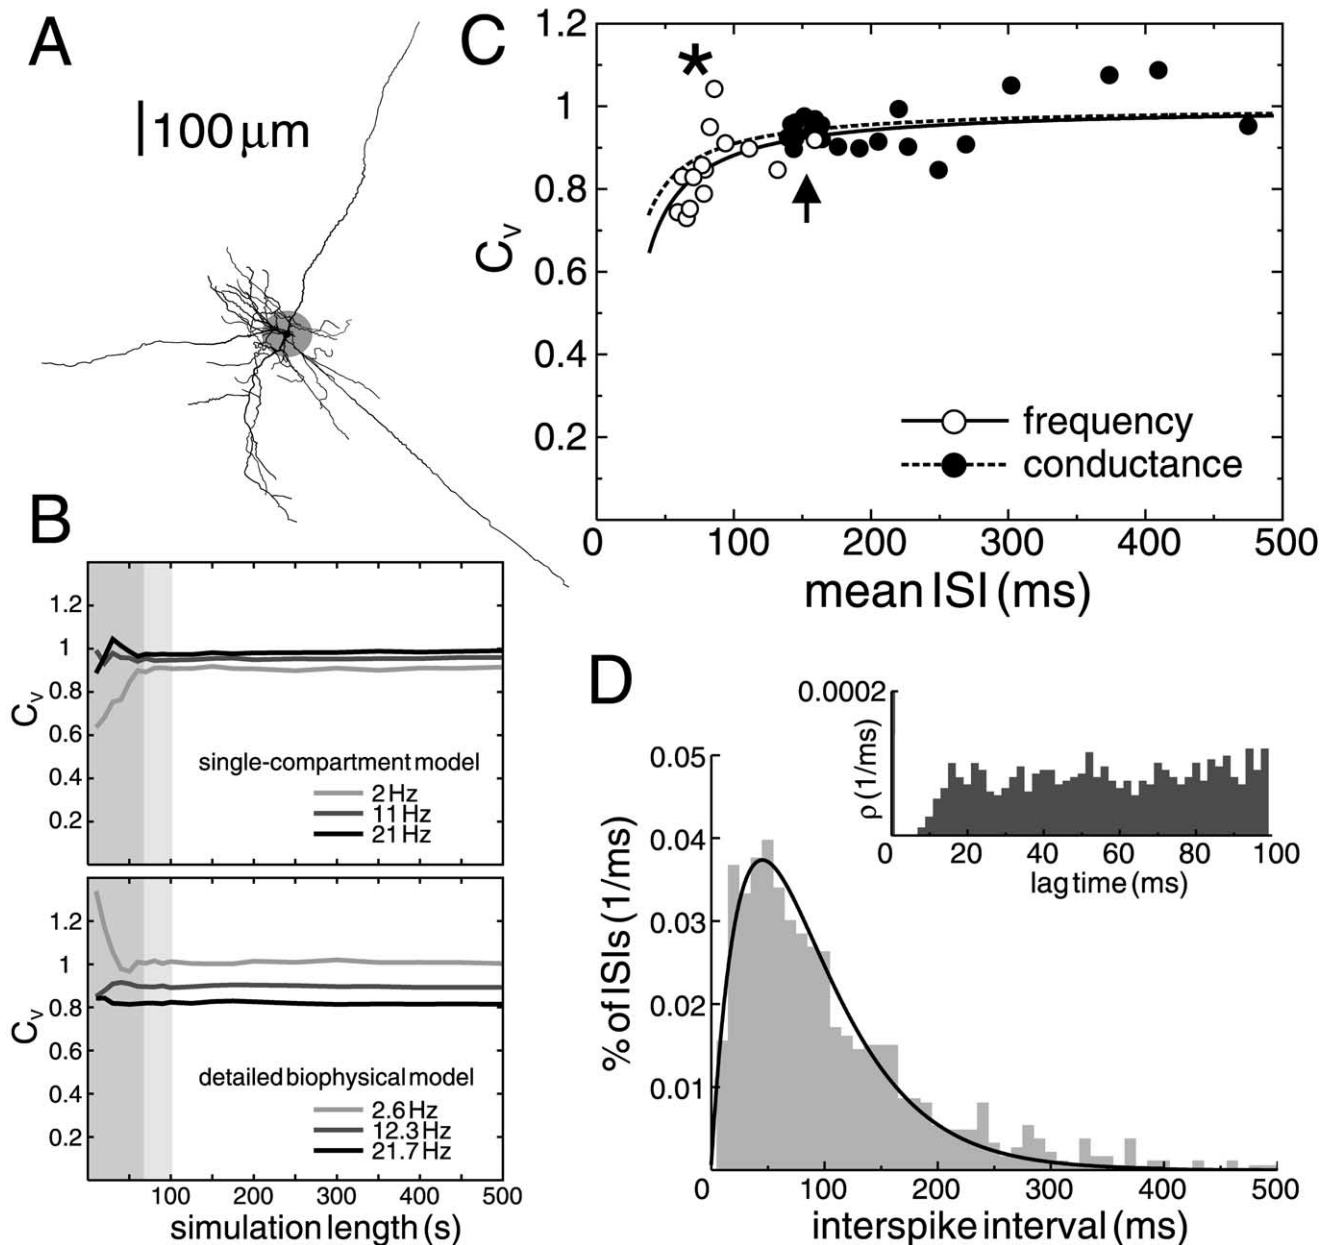 A
100 μm
C
1.2
1
0.8
0.6
0.4
0.2
Cv
*
frequency
conductance
0 100 200 300 400 500
mean ISI (ms)
B
1.2
1
0.8
0.6
0.4
0.2
Cv
single-compartment model
2 Hz
11 Hz
21 Hz
1.2
1
0.8
0.6
0.4
0.2
Cv
detailed biophysical model
2.6 Hz
12.3 Hz
21.7 Hz
100 200 300 400 500
simulation length (s)
D
0.0002
ρ (1/ms)
0 20 40 60 80 100
lag time (ms)
0.05
0.04
0.03
0.02
0.01
% of ISIs (1/ms)
0 100 200 300 400 500
interspike interval (ms)